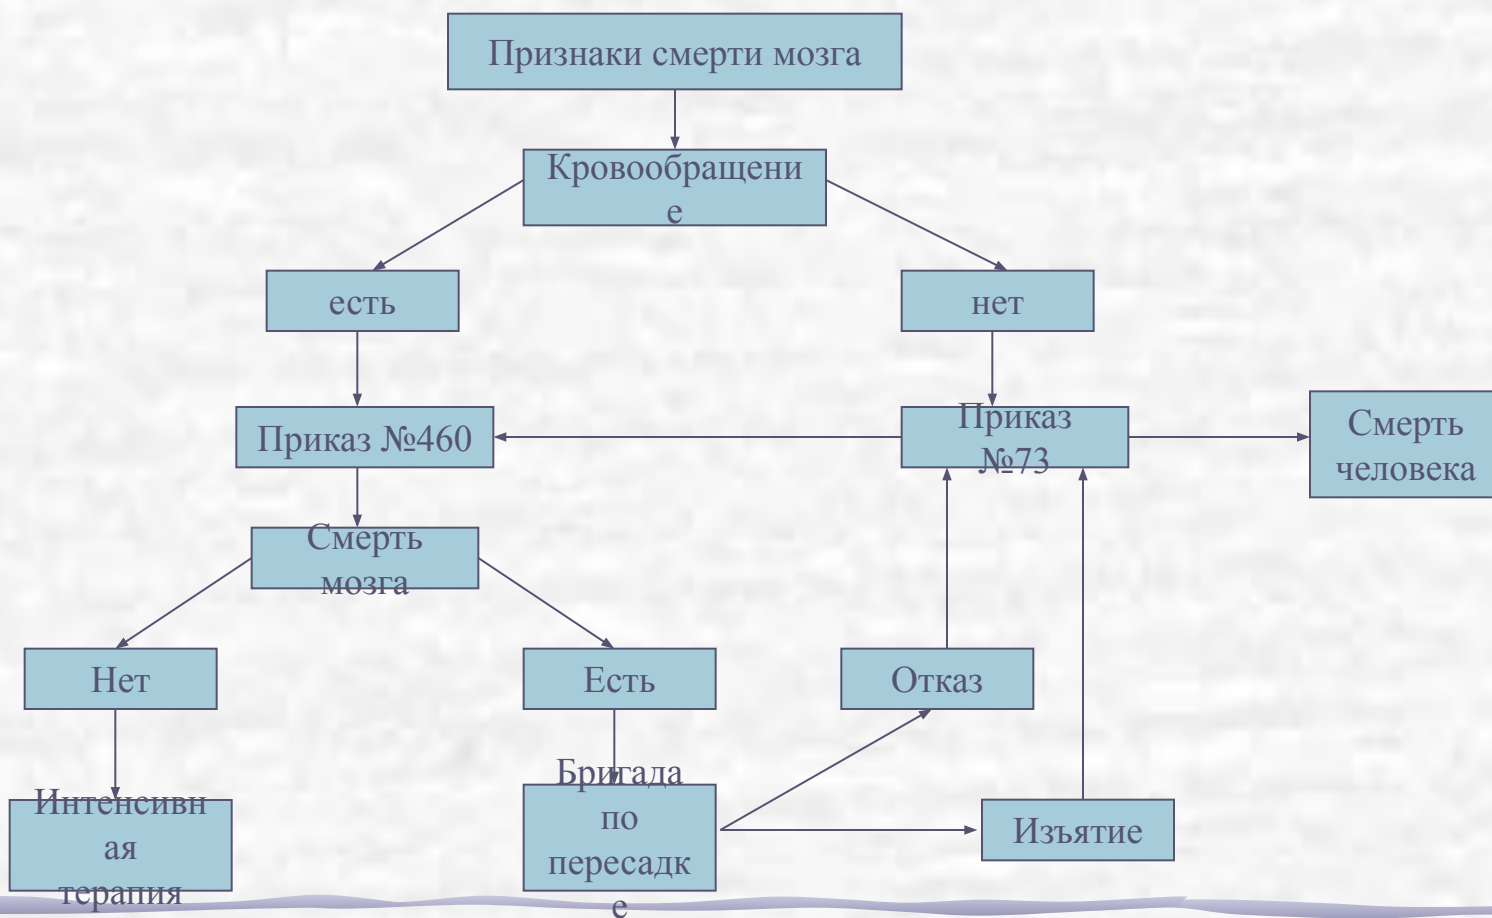 Признаки смерти мозга
Кровообращени
е
есть
нет
Приказ №460
Приказ
№73
Смерть
человека
Смерть
мозга
Нет
Есть
Отказ
Интенсивн
ая
терапия
Бригада
по
пересадк
е
Изъятие